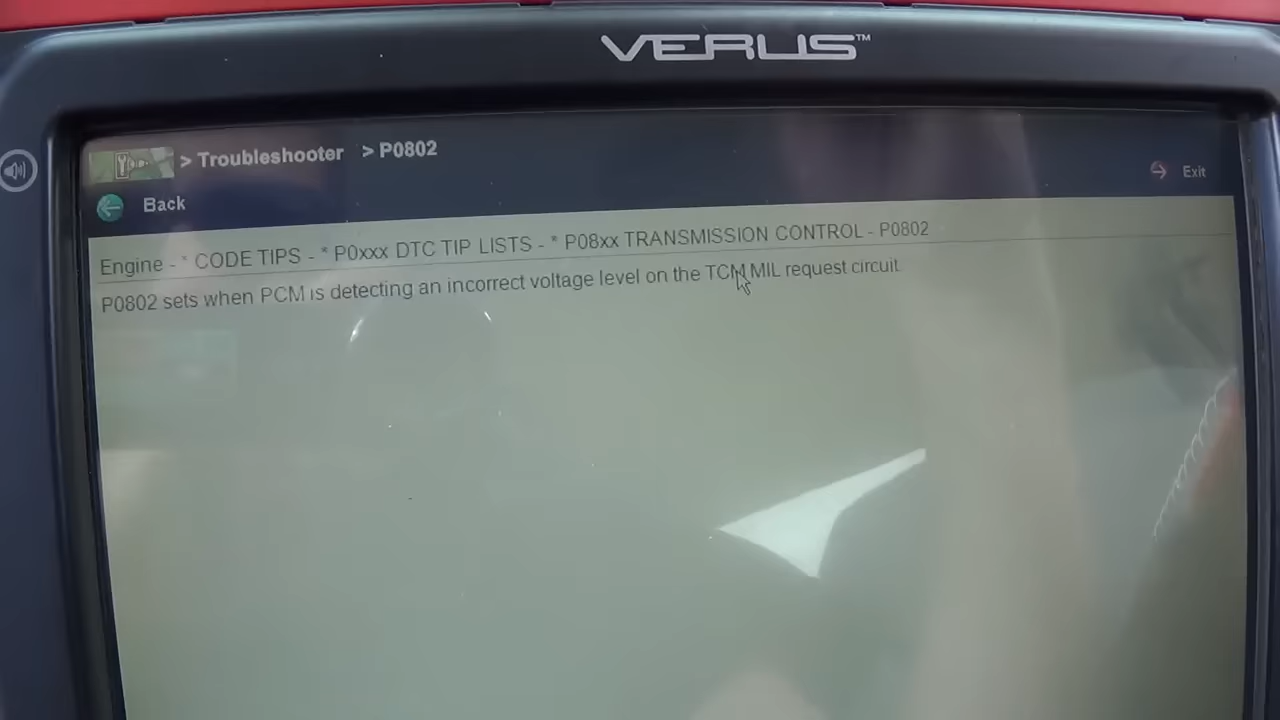 VERUS™
> Troubleshooter > P0802
Exit
Back
Engine - * CODE TIPS - * P0xxx DTC TIP LISTS - * P08xx TRANSMISSION CONTROL - P0802
P0802 sets when PCM is detecting an incorrect voltage level on the TCM MIL request circuit